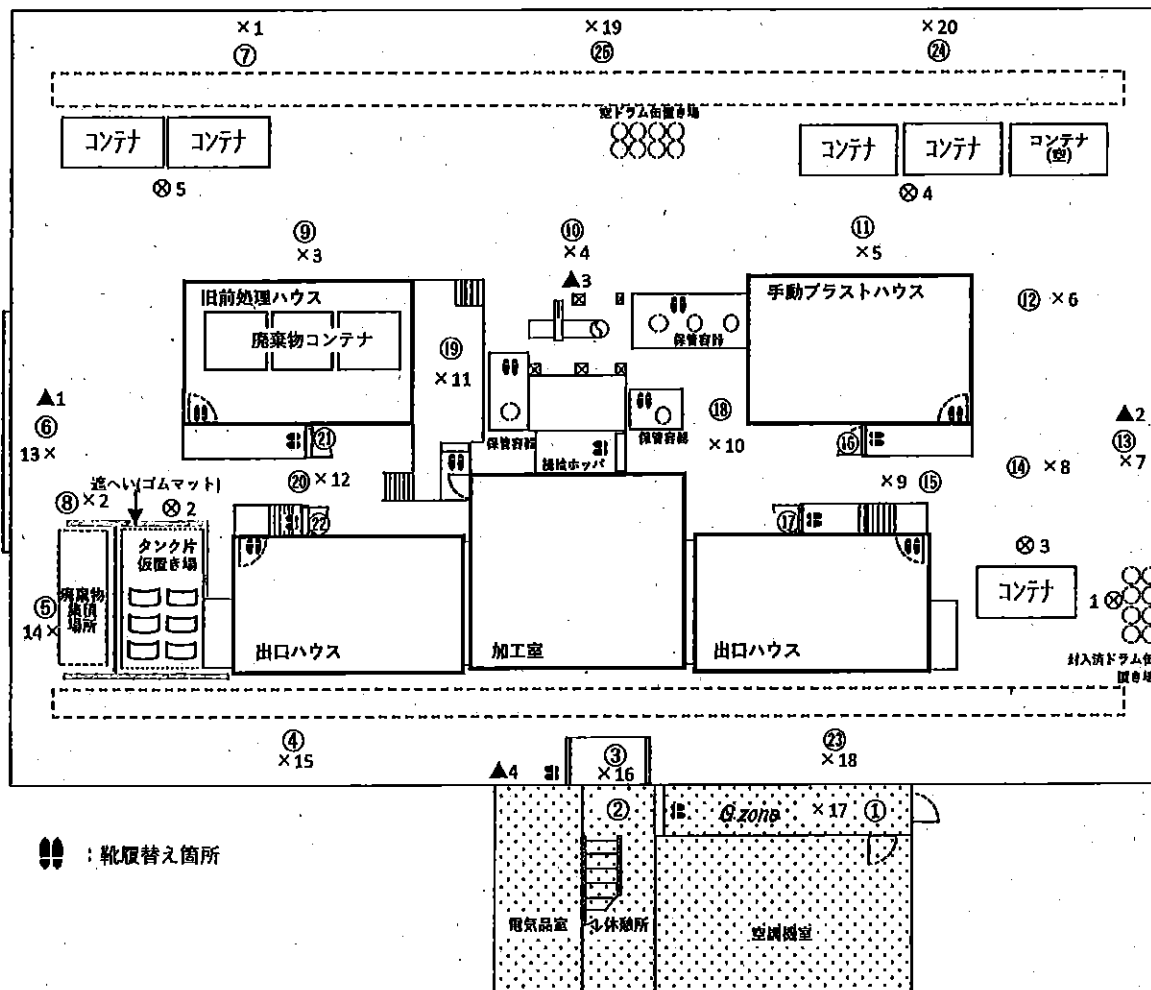 ×1
⑦
×19
㉕
×20
㉔
空ドラム缶置き場
コンテナ
コンテナ
コンテナ
コンテナ
コンテナ
(空)
⊗5
⊗4
⑨
×3
⑩
×4
▲3
⑪
×5
旧前処理ハウス
廃棄物コンテナ
手動ブラストハウス
⑫ ×6
保管容器
⑲
×11
▲1
⑥
13×
⑱
×10
▲2
⑬
×7
保管容器
保管容器
㉑
⑯
⑭ ×8
⑳ ×12
×9 ⑮
遮へい(ゴムマット)
⑧ ×2
⊗2
㉒
⑰
タンク片
仮置き場
⊗3
廃棄物
集積
場所
⑤
14×
コンテナ
1⊗
出口ハウス
加工室
出口ハウス
封入済ドラム缶
置き場
④
×15
㉓
×18
③
×16
▲4
②
G zone
×17 ①
:靴履替え箇所
電気品室
休憩所
空調機室